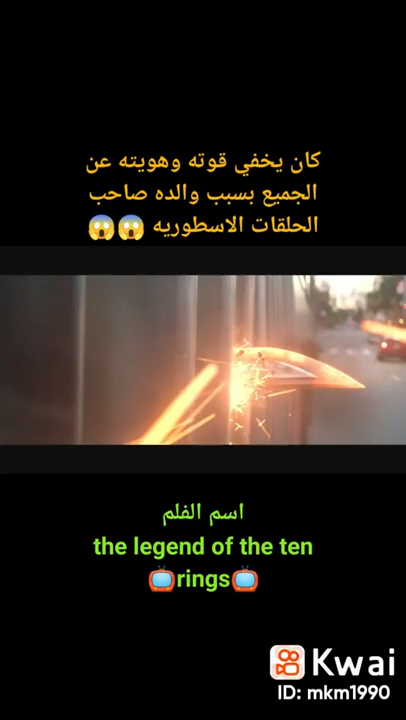 كان يخفي قوته وهويته عن
الجميع بسبب والده صاحب
الحلقات الاسطوريه 😱😱
اسم الفلم
the legend of the ten
📺rings📺
Kwai
ID: mkm1990